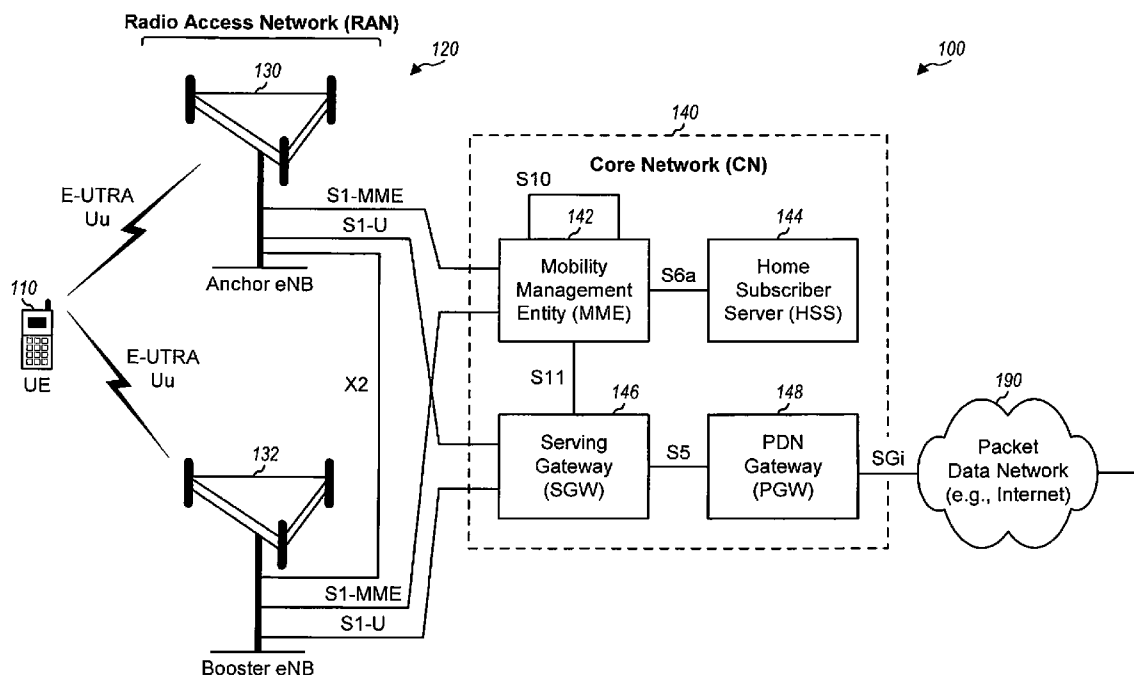 Radio Access Network (RAN)
120
100
130
140
Core Network (CN)
S10
142
144
E-UTRA
Uu
S1-MME
S1-U
Mobility
Management
Entity (MME)
S6a
Home
Subscriber
Server (HSS)
Anchor eNB
110
UE
E-UTRA
Uu
X2
S11
146
148
190
132
Serving
Gateway
(SGW)
S5
PDN
Gateway
(PGW)
SGi
Packet
Data Network
(e.g., Internet)
S1-MME
S1-U
Booster eNB